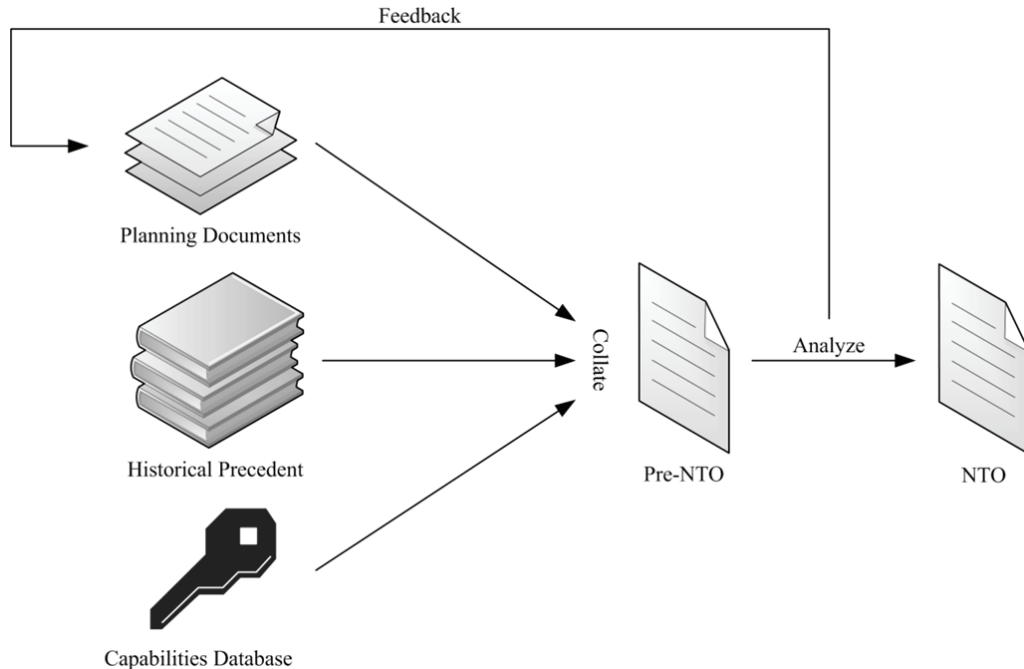 Feedback
Planning Documents
Collate
Analyze
Historical Precedent
Pre-NTO
NTO
Capabilities Database